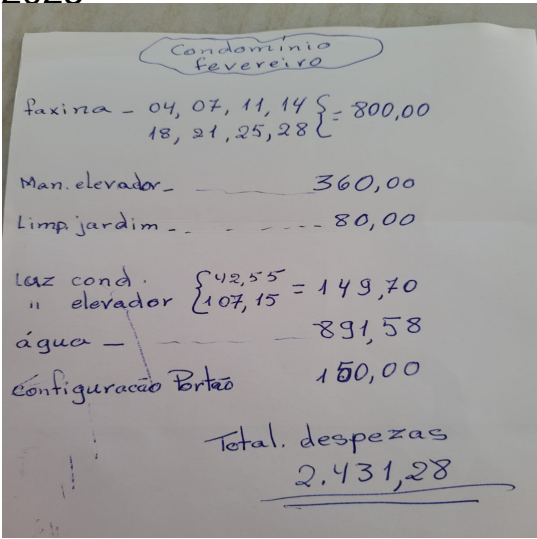 Condomínio
fevereiro
faxina - 04, 07, 11, 14
18, 21, 25, 28 } = 800,00
Man. elevador - 360,00
Limp. jardim - 80,00
Luz cond. { 42,55
" elevador 107,15 = 149,70
água - 891,58
Configuracão Portão 150,00
Total. despezas
2.431,28